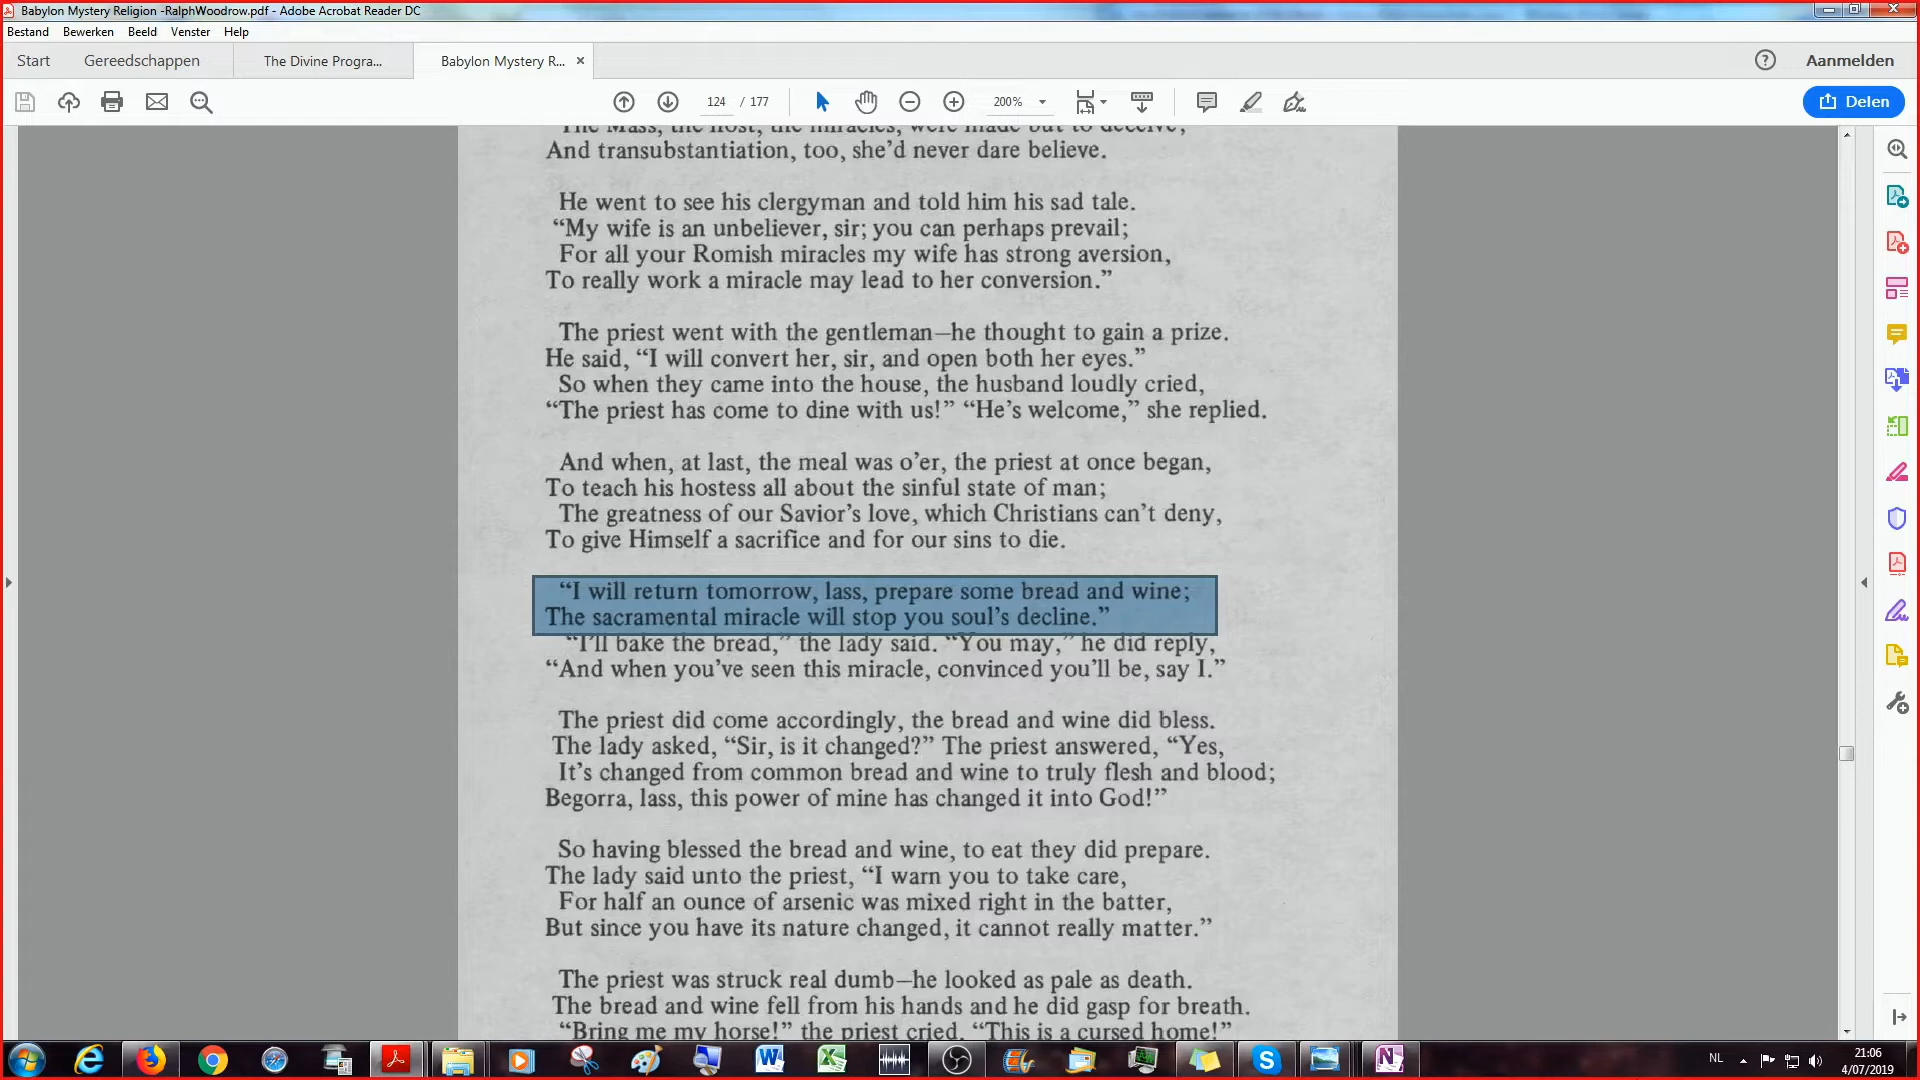 Babylon Mystery Religion -RalphWoodrow.pdf - Adobe Acrobat Reader DC
Bestand Bewerken Beeld Venster Help
Start Gereedschappen The Divine Progra... Babylon Mystery R... Aanmelden
124 / 177 200% Delen
The Mass, the host, the miracles, were made but to deceive,
And transubstantiation, too, she'd never dare believe.
He went to see his clergyman and told him his sad tale.
“My wife is an unbeliever, sir; you can perhaps prevail;
For all your Romish miracles my wife has strong aversion,
To really work a miracle may lead to her conversion.”
The priest went with the gentleman—he thought to gain a prize.
He said, “I will convert her, sir, and open both her eyes.”
So when they came into the house, the husband loudly cried,
“The priest has come to dine with us!” “He's welcome,” she replied.
And when, at last, the meal was o'er, the priest at once began,
To teach his hostess all about the sinful state of man;
The greatness of our Savior's love, which Christians can't deny,
To give Himself a sacrifice and for our sins to die.
“I will return tomorrow, lass, prepare some bread and wine;
The sacramental miracle will stop you soul's decline.”
“I'll bake the bread,” the lady said. “You may,” he did reply,
“And when you've seen this miracle, convinced you'll be, say I.”
The priest did come accordingly, the bread and wine did bless.
The lady asked, “Sir, is it changed?” The priest answered, “Yes,
It's changed from common bread and wine to truly flesh and blood;
Begorra, lass, this power of mine has changed it into God!”
So having blessed the bread and wine, to eat they did prepare.
The lady said unto the priest, “I warn you to take care,
For half an ounce of arsenic was mixed right in the batter,
But since you have its nature changed, it cannot really matter.”
The priest was struck real dumb—he looked as pale as death.
The bread and wine fell from his hands and he did gasp for breath.
“Bring me my horse!” the priest cried, “This is a cursed home!”
NL 21:06
4/07/2019